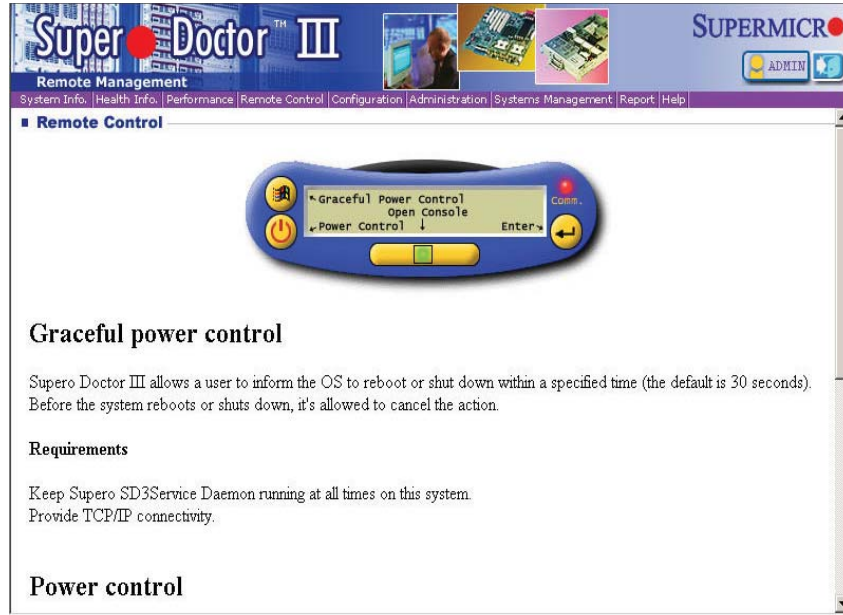 Supero Doctor TM III
SUPERMICRO
Remote Management
ADMIN
System Info. Health Info. Performance Remote Control Configuration Administration Systems Management Report Help
Remote Control
Graceful Power Control
Open Console
Power Control
Enter
Comm.
Graceful power control
Supero Doctor III allows a user to inform the OS to reboot or shut down within a specified time (the default is 30 seconds).
Before the system reboots or shuts down, it's allowed to cancel the action.
Requirements
Keep Supero SD3Service Daemon running at all times on this system.
Provide TCP/IP connectivity.
Power control